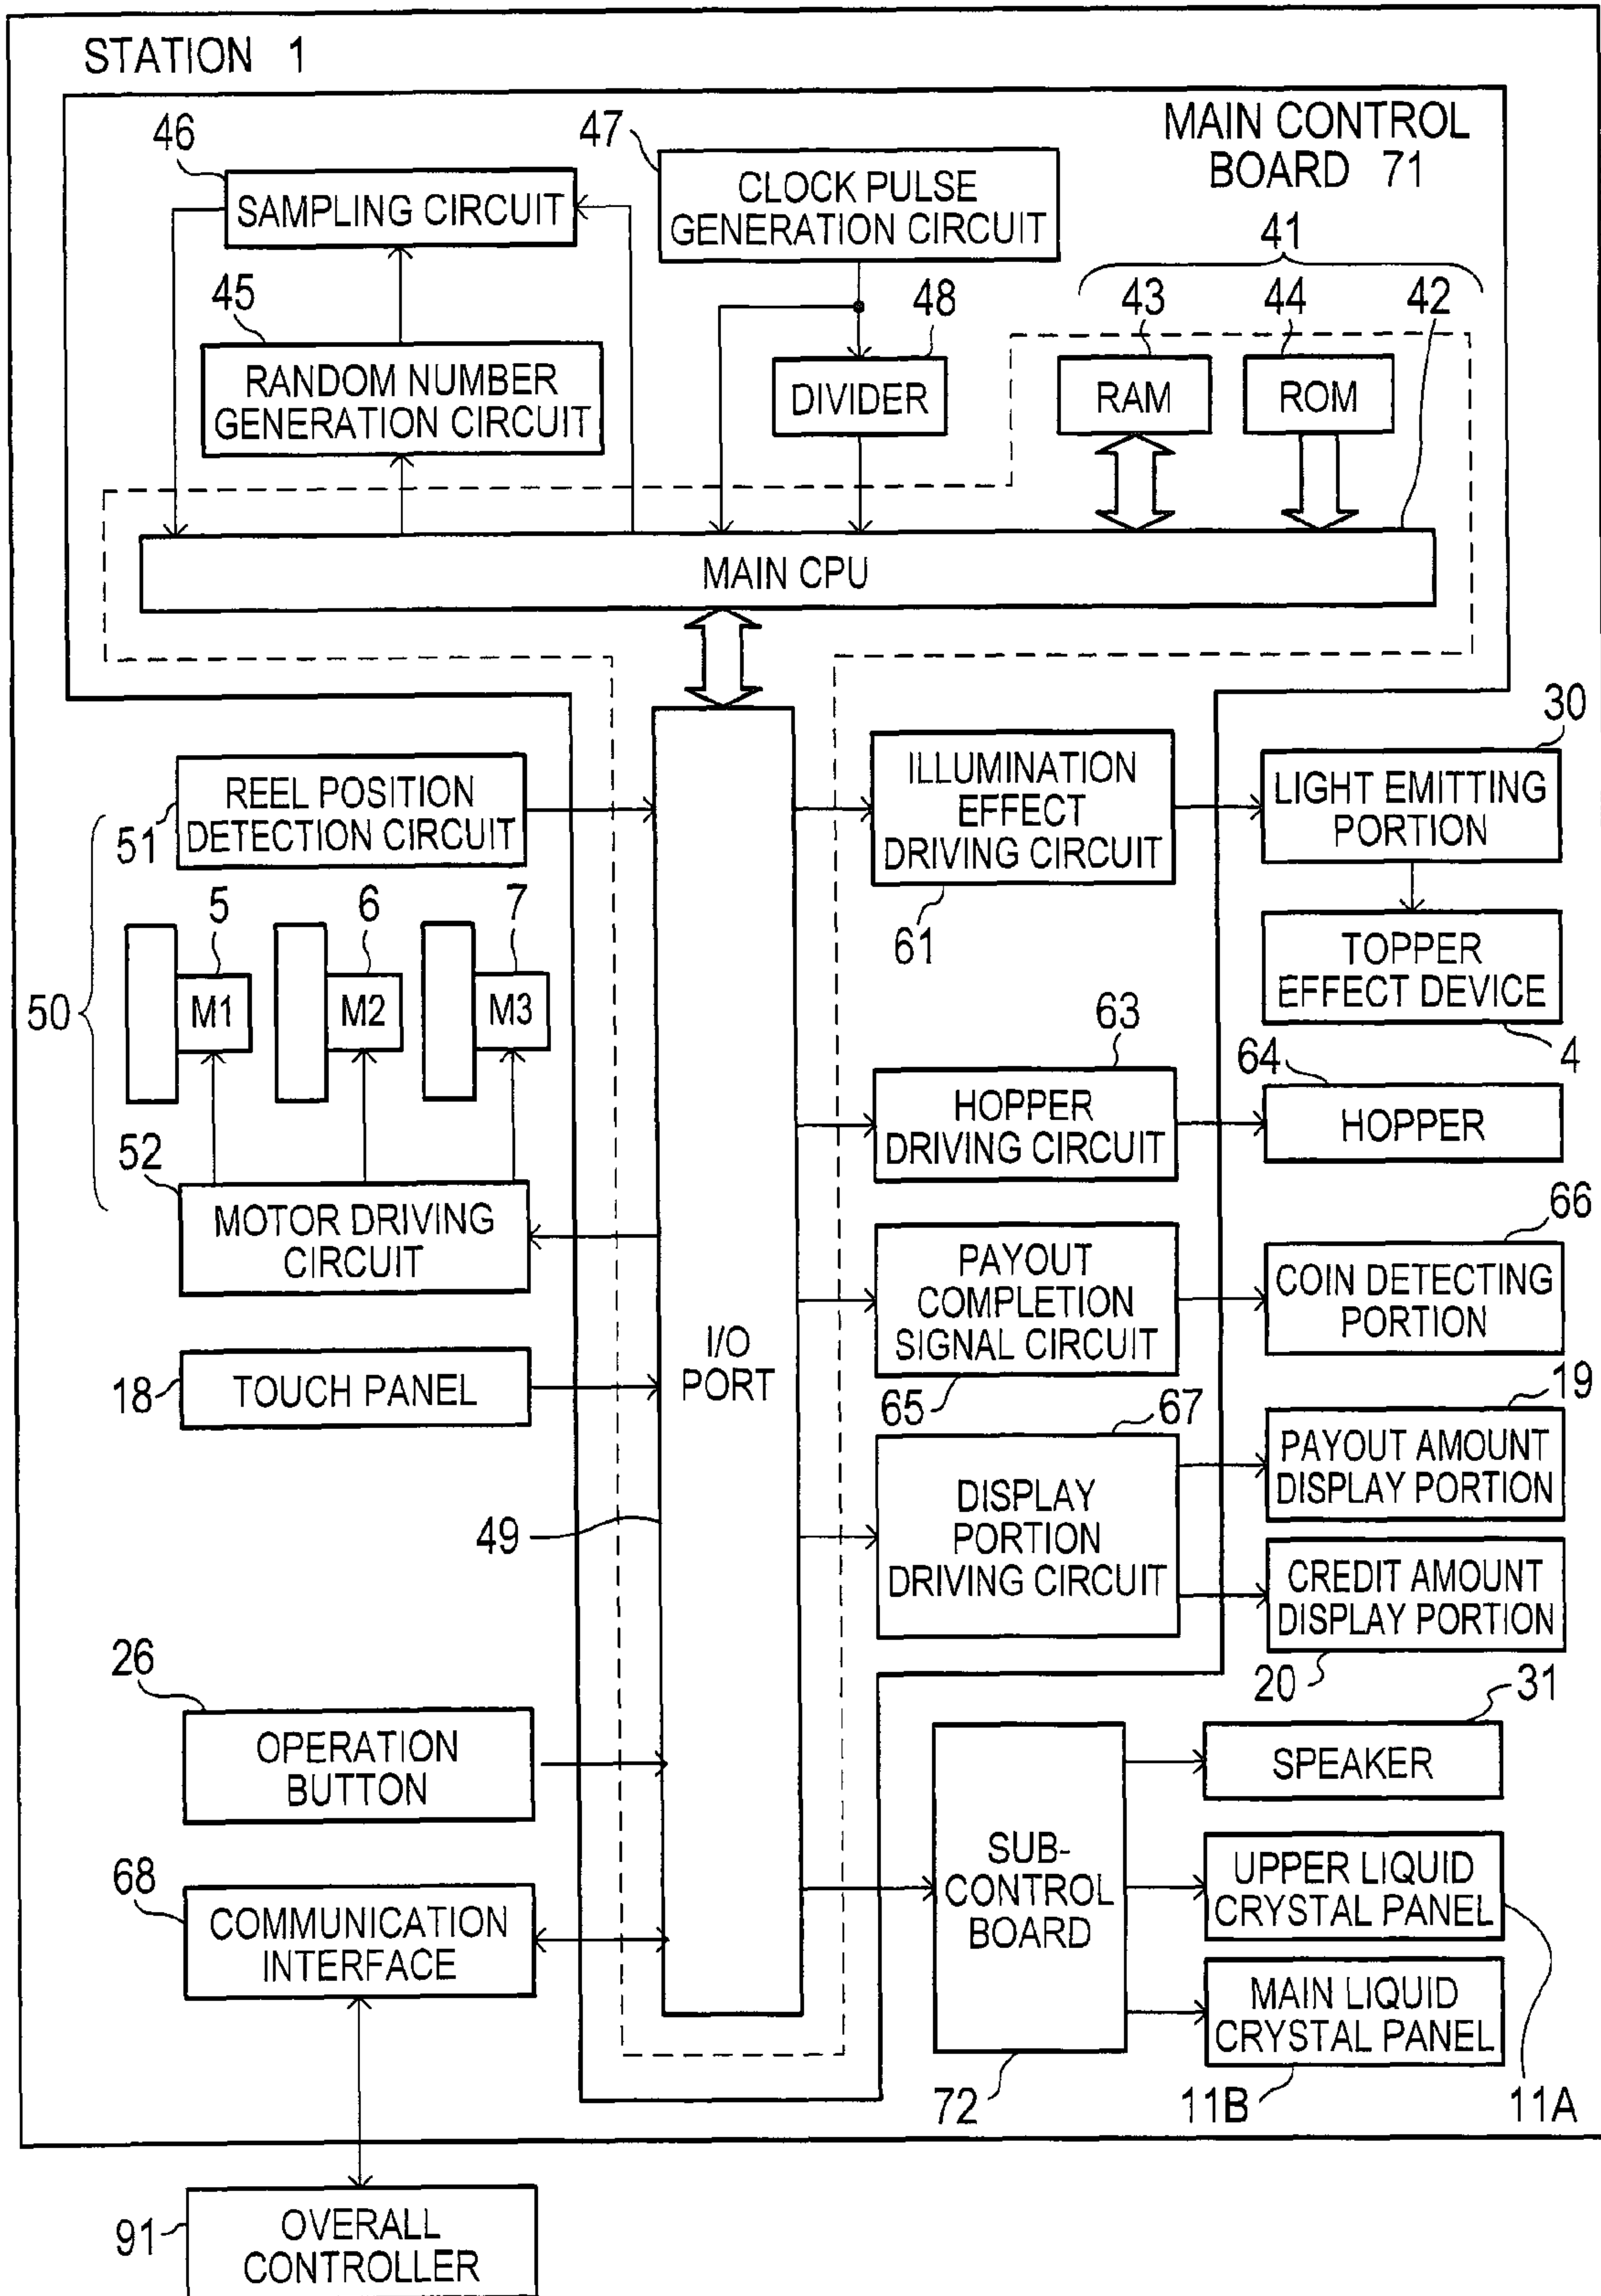 STATION 1
MAIN CONTROL
BOARD 71
46
SAMPLING CIRCUIT
47
CLOCK PULSE
GENERATION CIRCUIT
41
45
RANDOM NUMBER
GENERATION CIRCUIT
48
DIVIDER
43
RAM
44
ROM
42
MAIN CPU
51
REEL POSITION
DETECTION CIRCUIT
50
5
M1
6
M2
7
M3
52
MOTOR DRIVING
CIRCUIT
18
TOUCH PANEL
49
I/O
PORT
26
OPERATION
BUTTON
68
COMMUNICATION
INTERFACE
91
OVERALL
CONTROLLER
ILLUMINATION
EFFECT
DRIVING CIRCUIT
61
30
LIGHT EMITTING
PORTION
TOPPER
EFFECT DEVICE
4
63
HOPPER
DRIVING CIRCUIT
64
HOPPER
PAYOUT
COMPLETION
SIGNAL CIRCUIT
65
66
COIN DETECTING
PORTION
67
DISPLAY
PORTION
DRIVING CIRCUIT
19
PAYOUT AMOUNT
DISPLAY PORTION
CREDIT AMOUNT
DISPLAY PORTION
20
SUB-
CONTROL
BOARD
72
31
SPEAKER
UPPER LIQUID
CRYSTAL PANEL
11A
MAIN LIQUID
CRYSTAL PANEL
11B